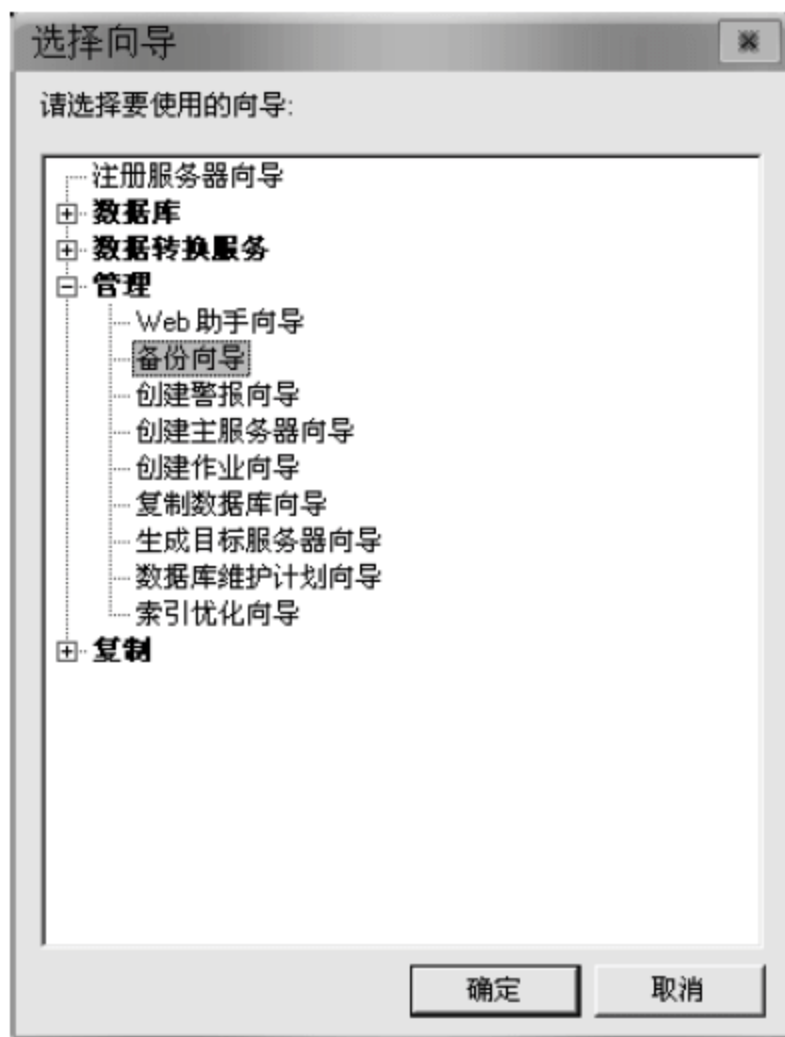 选择向导
请选择要使用的向导:
注册服务器向导
数据库
数据转换服务
管理
Web 助手向导
备份向导
创建警报向导
创建主服务器向导
创建作业向导
复制数据库向导
生成目标服务器向导
数据库维护计划向导
索引优化向导
复制
确定 取消